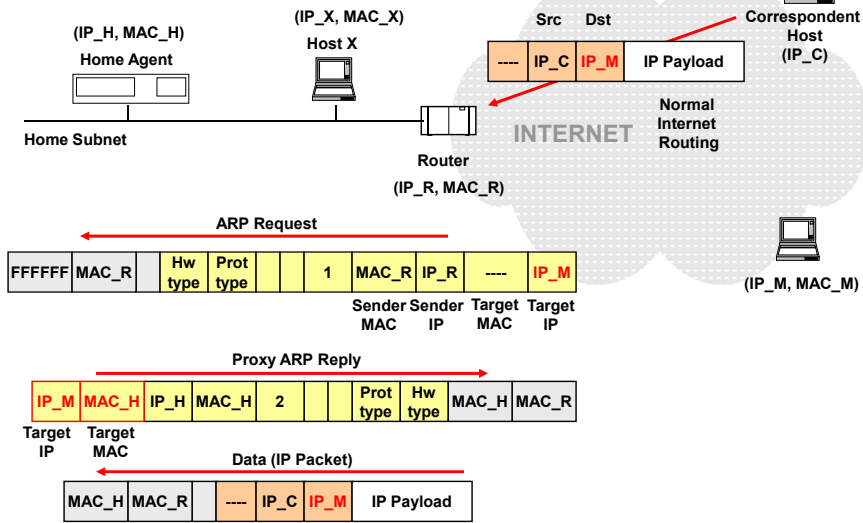 (IP_H, MAC_H)
Home Agent
(IP_X, MAC_X)
Host X
Src Dst
---- IP_C IP_M IP Payload
Correspondent
Host
(IP_C)
Home Subnet
INTERNET
Normal
Internet
Routing
Router
(IP_R, MAC_R)
(IP_M, MAC_M)
ARP Request
FFFFFF MAC_R Hw type Prot type 1 MAC_R IP_R ---- IP_M
Sender MAC Sender IP Target MAC Target IP
Proxy ARP Reply
IP_M MAC_H IP_H MAC_H 2 Prot type Hw type MAC_H MAC_R
Target IP Target MAC
Data (IP Packet)
MAC_H MAC_R ---- IP_C IP_M IP Payload